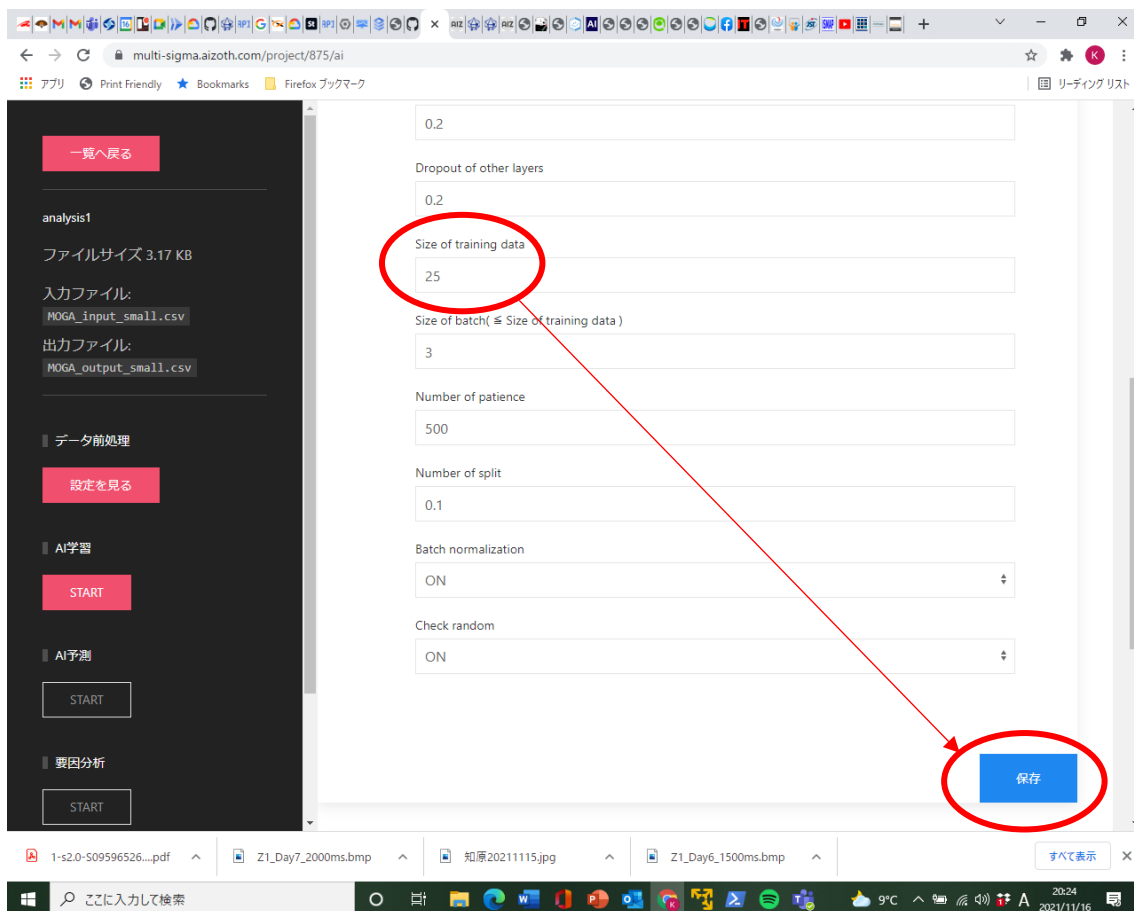 multi-sigma.aizoth.com/project/875/ai
K
アプリ Print Friendly Bookmarks Firefox ブックマーク リーディング リスト
一覧へ戻る
analysis1
ファイルサイズ 3.17 KB
入力ファイル:
MOGA_input_small.csv
出力ファイル:
MOGA_output_small.csv
データ前処理
設定を見る
AI学習
START
AI予測
START
要因分析
START
0.2
Dropout of other layers
0.2
Size of training data
25
Size of batch( ≦ Size of training data )
3
Number of patience
500
Number of split
0.1
Batch normalization
ON
Check random
ON
保存
1-s2.0-S09596526....pdf Z1_Day7_2000ms.bmp 知原20211115.jpg Z1_Day6_1500ms.bmp すべて表示
ここに入力して検索 9°C A 20:24
2021/11/16